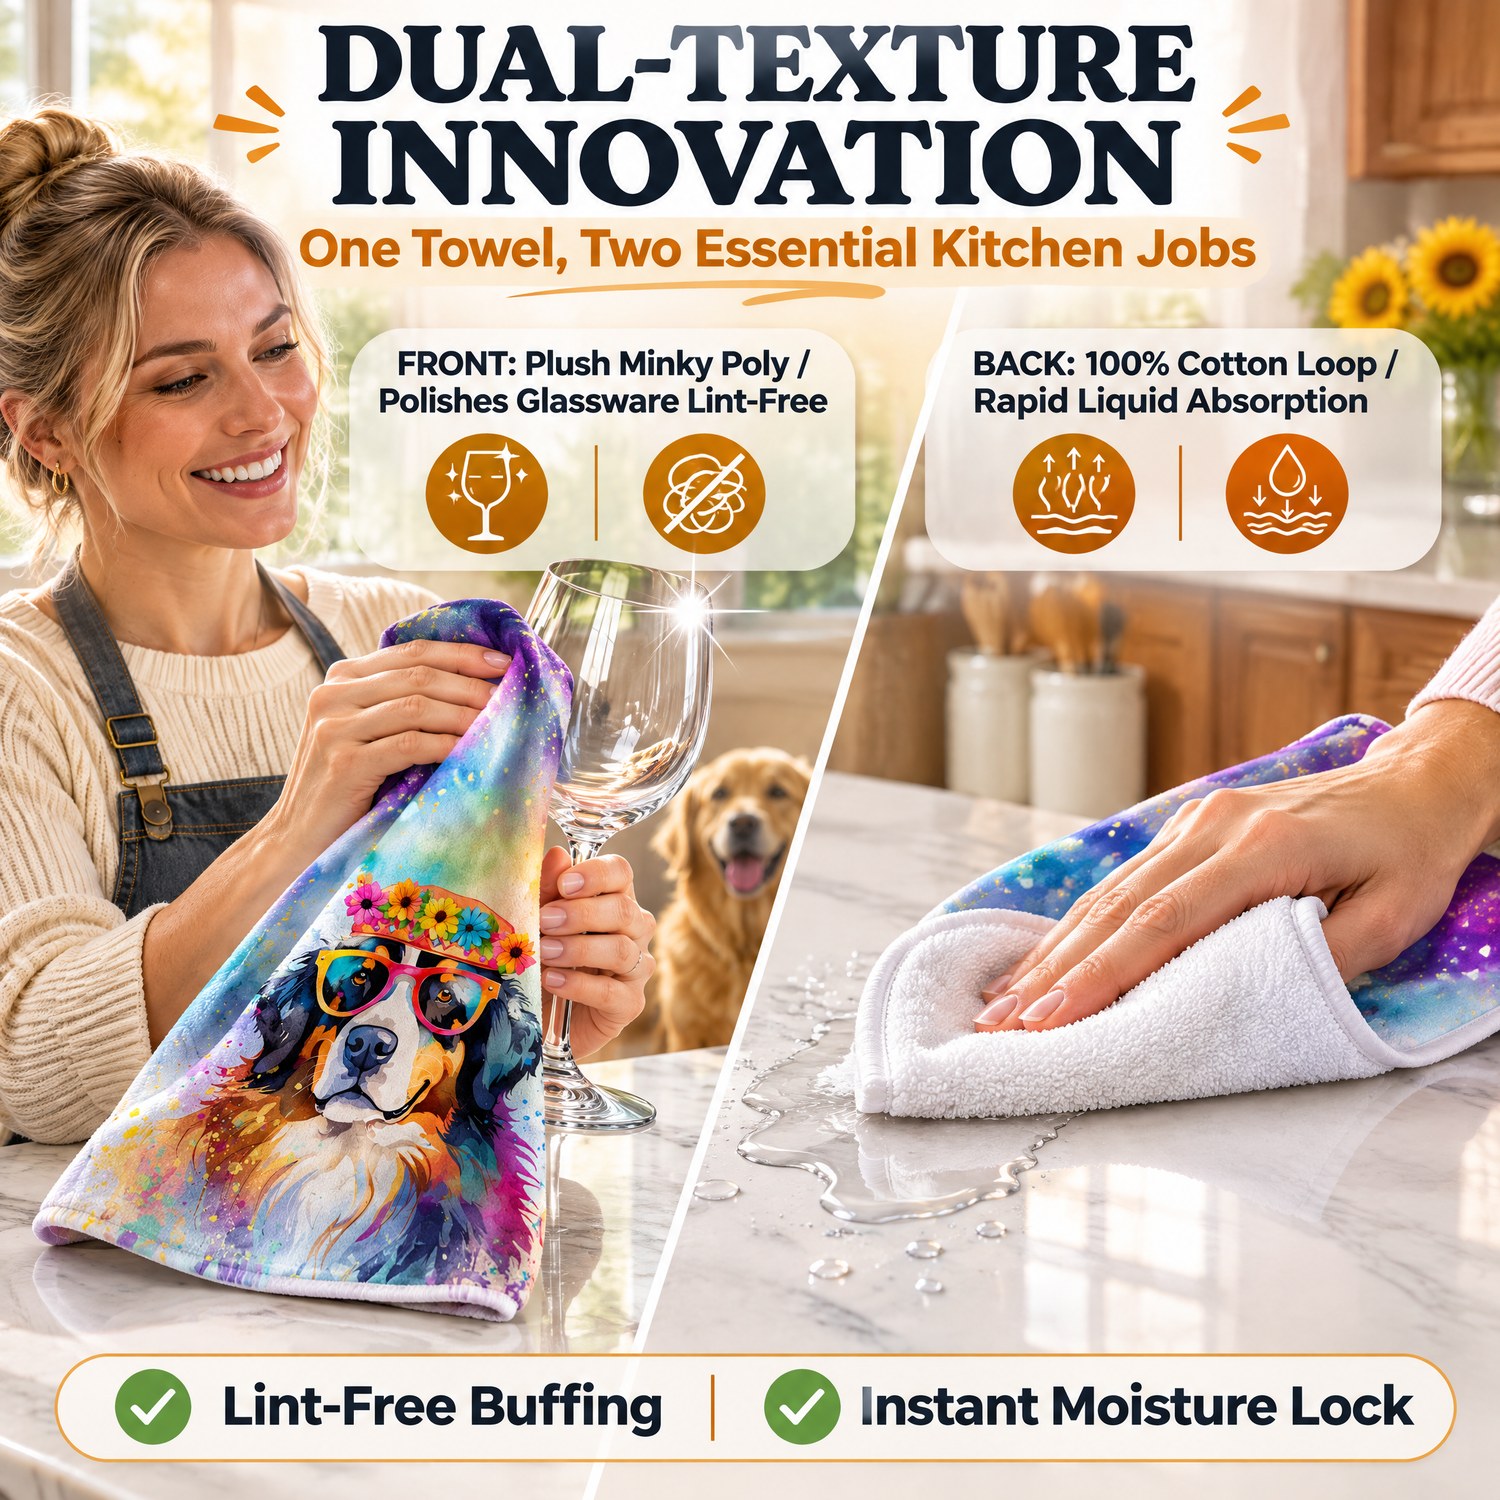 DUAL-TEXTURE
INNOVATION
One Towel, Two Essential Kitchen Jobs
FRONT: Plush Minky Poly /
Polishes Glassware Lint-Free
BACK: 100% Cotton Loop /
Rapid Liquid Absorption
Lint-Free Buffing
Instant Moisture Lock